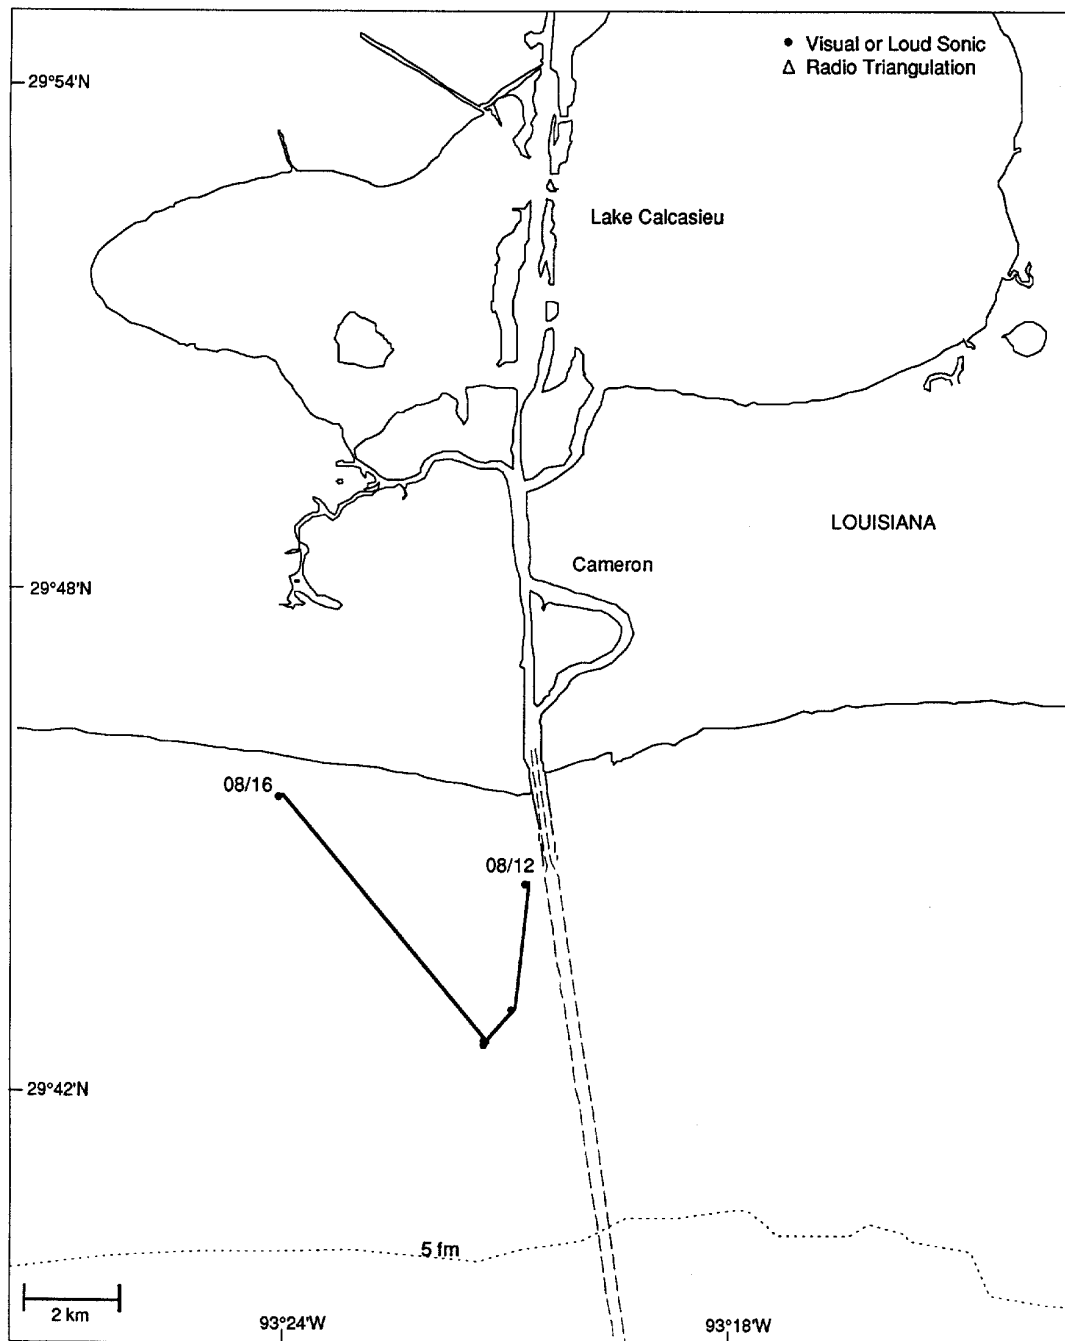 Visual or Loud Sonic
Radio Triangulation
29°54'N
Lake Calcasieu
LOUISIANA
Cameron
29°48'N
08/16
08/12
29°42'N
5 fm
2 km
93°24'W
93°18'W